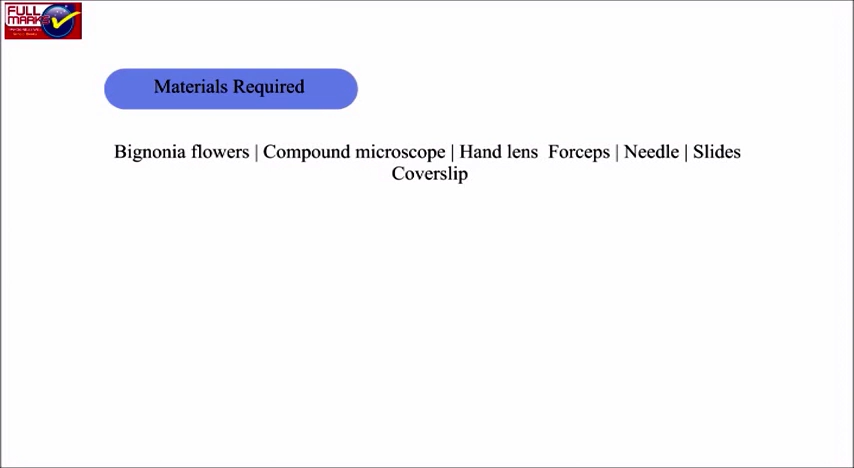 FULL
MARKS
Materials Required
Bignonia flowers | Compound microscope | Hand lens  Forceps | Needle | Slides
Coverslip